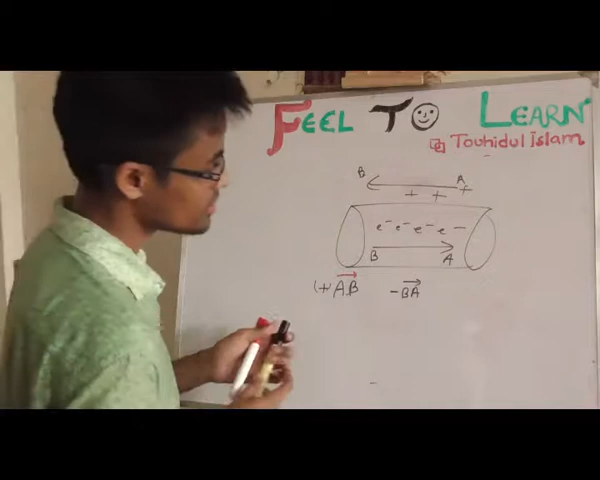 FEEL TO LEARN
Touhidul Islam
B A
+ + +
e⁻ e⁻ e⁻ e⁻
B A
(+) AB -BA